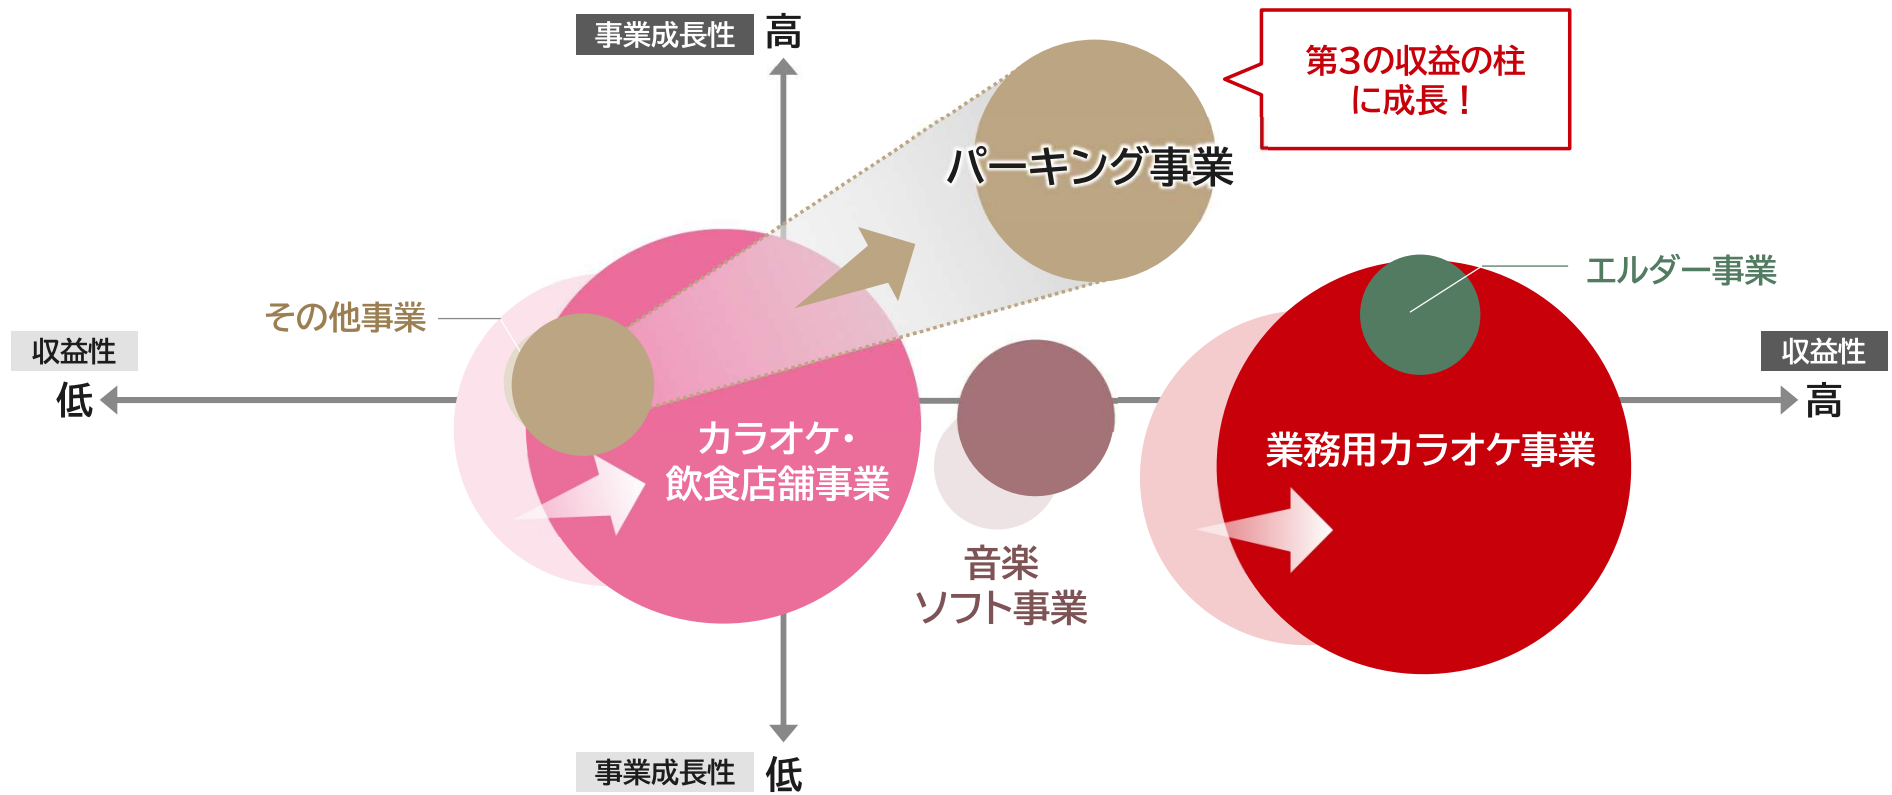 事業成長性 高
第3の収益の柱
に成長！
パーキング事業
エルダー事業
その他事業
収益性
低
収益性
高
カラオケ・
飲食店舗事業
業務用カラオケ事業
音楽
ソフト事業
事業成長性 低